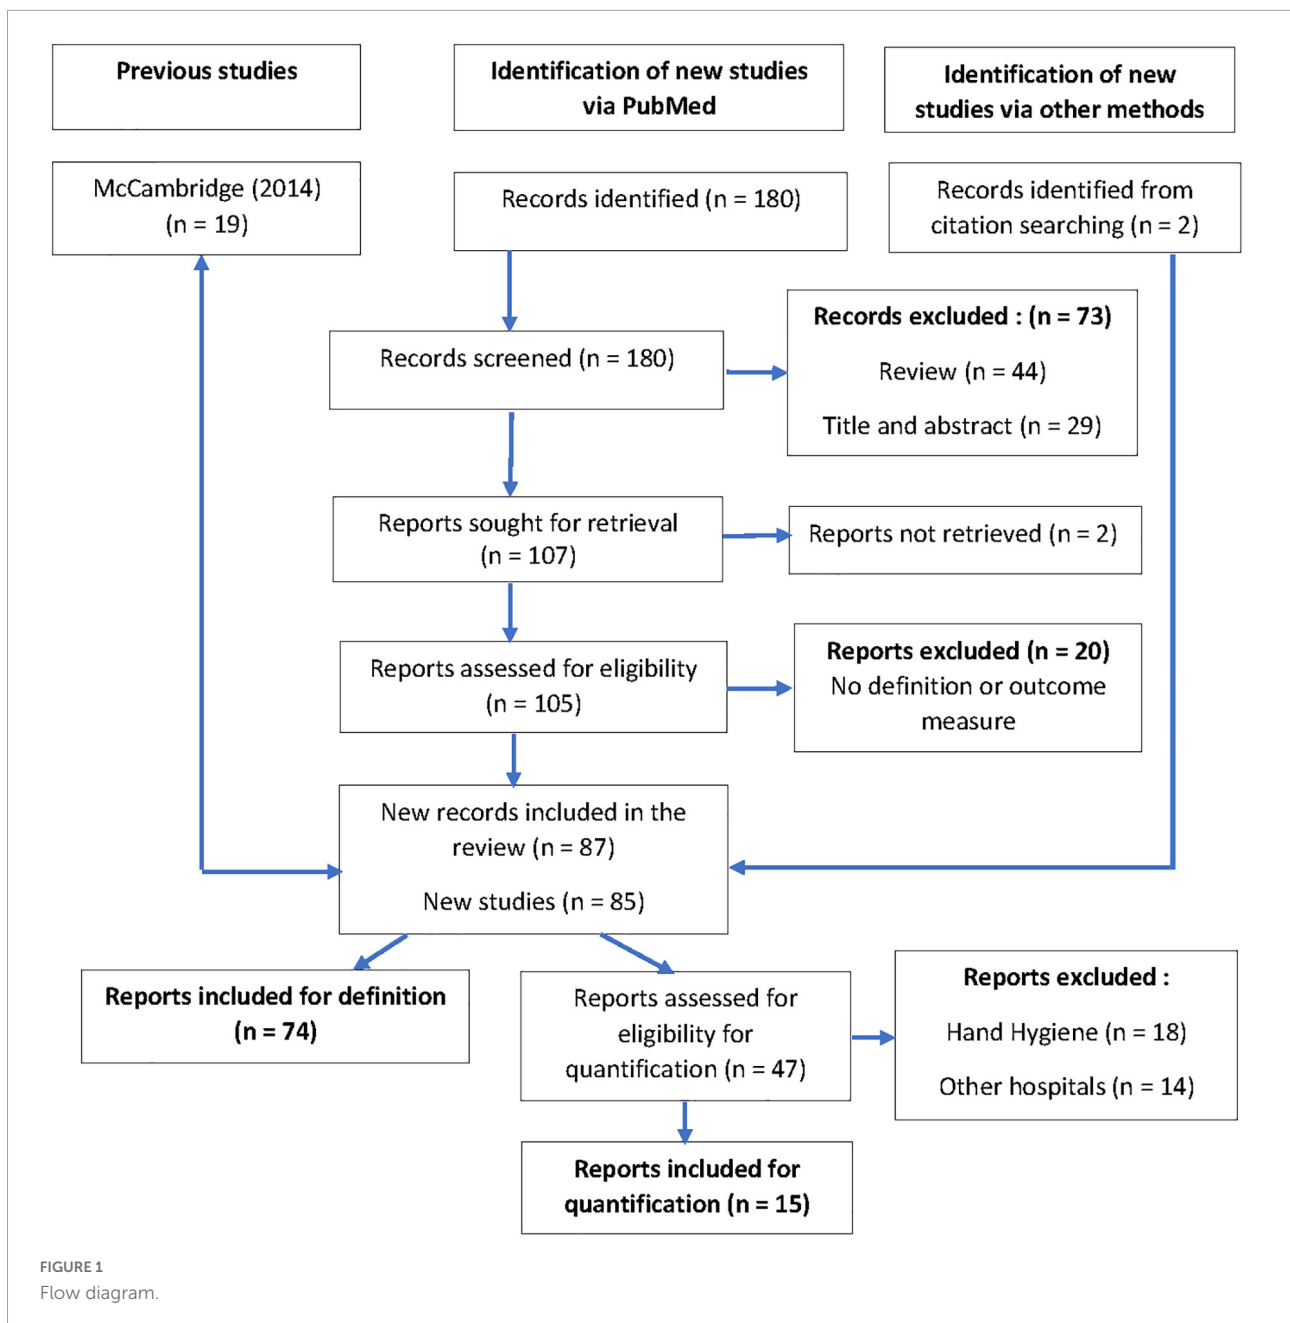 Previous studies
Identification of new studies
via PubMed
Identification of new
studies via other methods
McCambridge (2014)
(n = 19)
Records identified (n = 180)
Records identified from
citation searching (n = 2)
Records screened (n = 180)
Records excluded : (n = 73)
Review (n = 44)
Title and abstract (n = 29)
Reports sought for retrieval
(n = 107)
Reports not retrieved (n = 2)
Reports assessed for eligibility
(n = 105)
Reports excluded (n = 20)
No definition or outcome
measure
New records included in the
review (n = 87)
New studies (n = 85)
Reports included for definition
(n = 74)
Reports assessed for
eligibility for
quantification (n = 47)
Reports excluded :
Hand Hygiene (n = 18)
Other hospitals (n = 14)
Reports included for
quantification (n = 15)
FIGURE 1
Flow diagram.